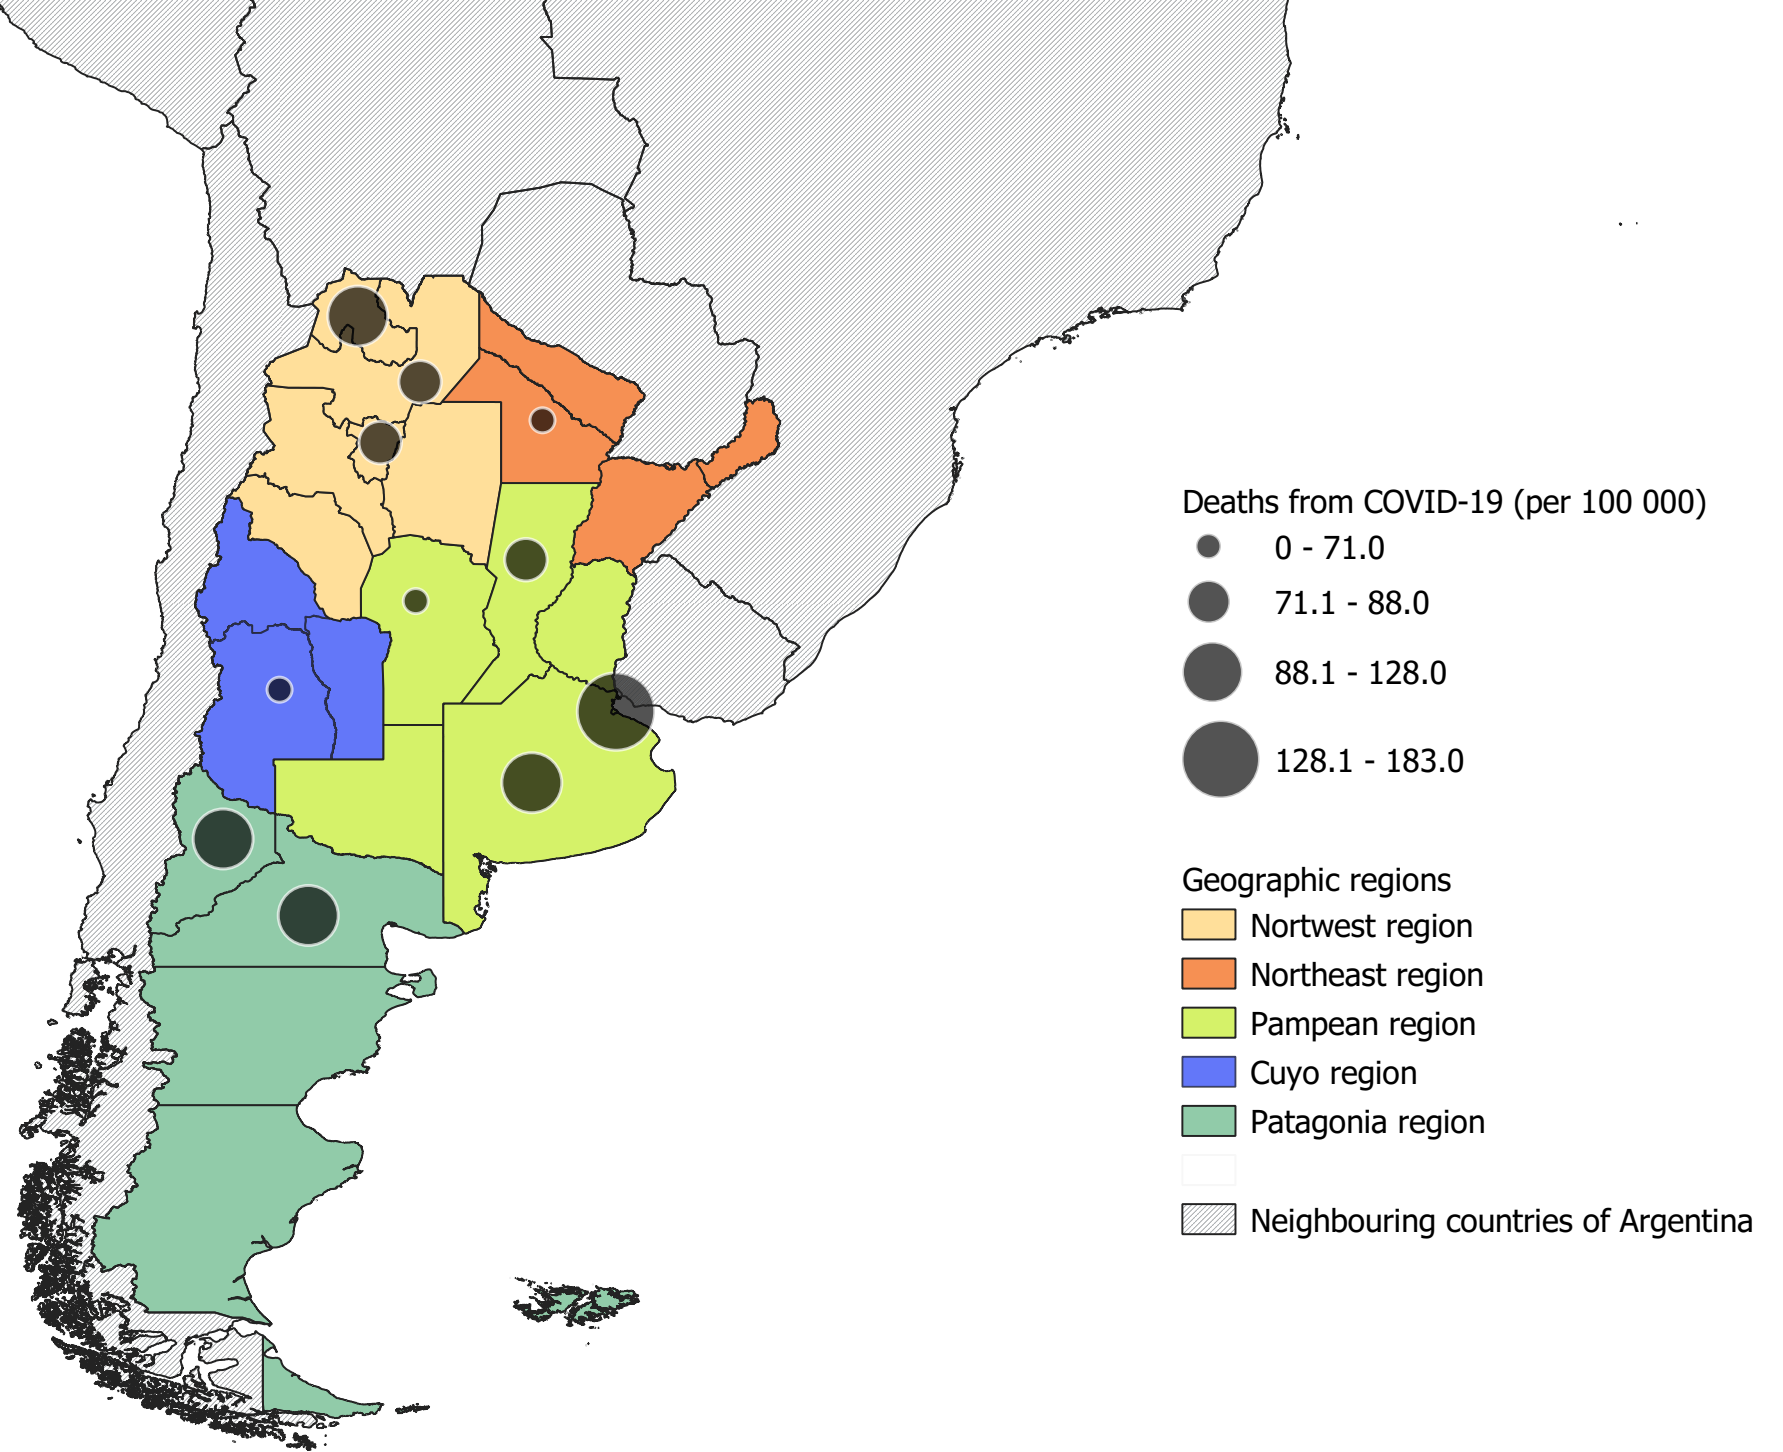 Deaths from COVID-19 (per 100 000)
0 - 71.0
71.1 - 88.0
88.1 - 128.0
128.1 - 183.0
Geographic regions
Nortwest region
Northeast region
Pampean region
Cuyo region
Patagonia region
Neighbouring countries of Argentina